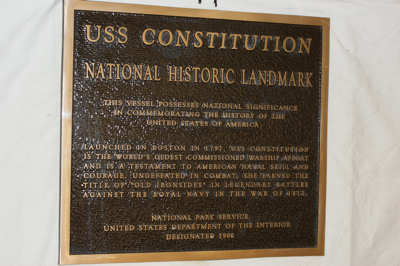 USS CONSTITUTION
NATIONAL HISTORIC LANDMARK
THIS VESSEL POSSESSES NATIONAL SIGNIFICANCE
IN COMMEMORATING THE HISTORY OF THE
UNITED STATES OF AMERICA
LAUNCHED IN BOSTON IN 1797, USS CONSTITUTION
IS THE WORLD'S OLDEST COMMISSIONED WARSHIP AFLOAT
AND IS A TESTAMENT TO AMERICAN NAVAL SKILL AND
COURAGE. UNDEFEATED IN COMBAT, SHE EARNED THE
TITLE OF "OLD IRONSIDES" IN LEGENDARY BATTLES
AGAINST THE ROYAL NAVY IN THE WAR OF 1812.
NATIONAL PARK SERVICE
UNITED STATES DEPARTMENT OF THE INTERIOR
DESIGNATED 1960